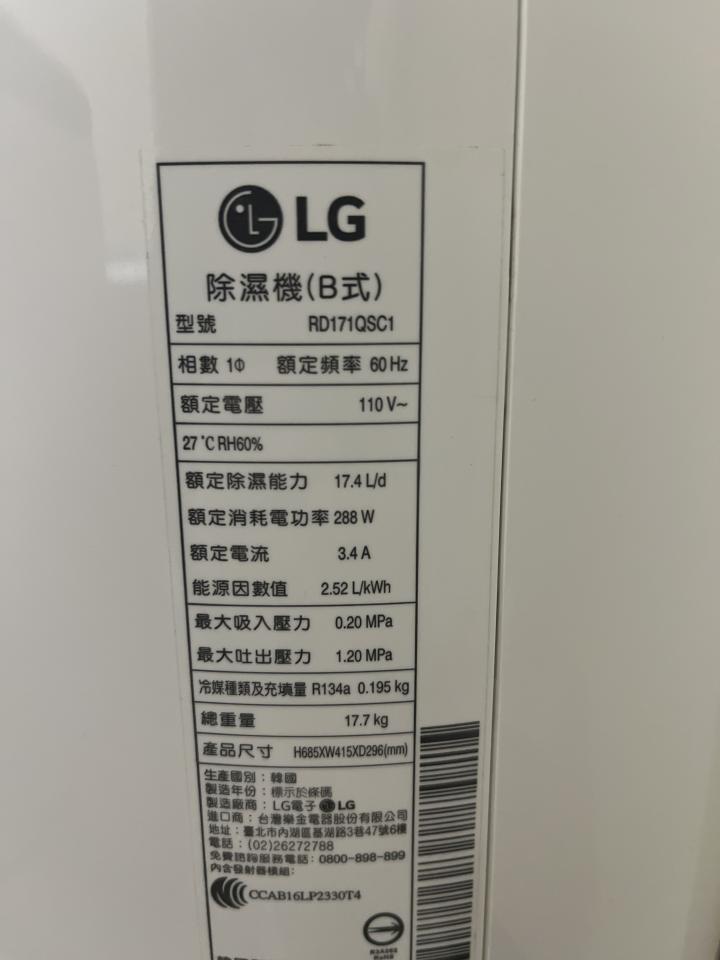 LG
除濕機(B式)
型號 RD171QSC1
相數 1Φ 額定頻率 60 Hz
額定電壓 110 V~
27 ℃ RH60%
額定除濕能力 17.4 L/d
額定消耗電功率 288 W
額定電流 3.4 A
能源因數值 2.52 L/kWh
最大吸入壓力 0.20 MPa
最大吐出壓力 1.20 MPa
冷媒種類及充填量 R134a 0.195 kg
總重量 17.7 kg
產品尺寸 H685XW415XD296(mm)
生產國別：韓國
製造年份：標示於條碼
製造廠商：LG電子 LG
進口商：台灣樂金電器股份有限公司
地址：臺北市內湖區基湖路3巷47號6樓
電話：(02)26272788
免費諮詢服務電話：0800-898-899
內含發射器模組：
CCAB16LP2330T4
RoHS